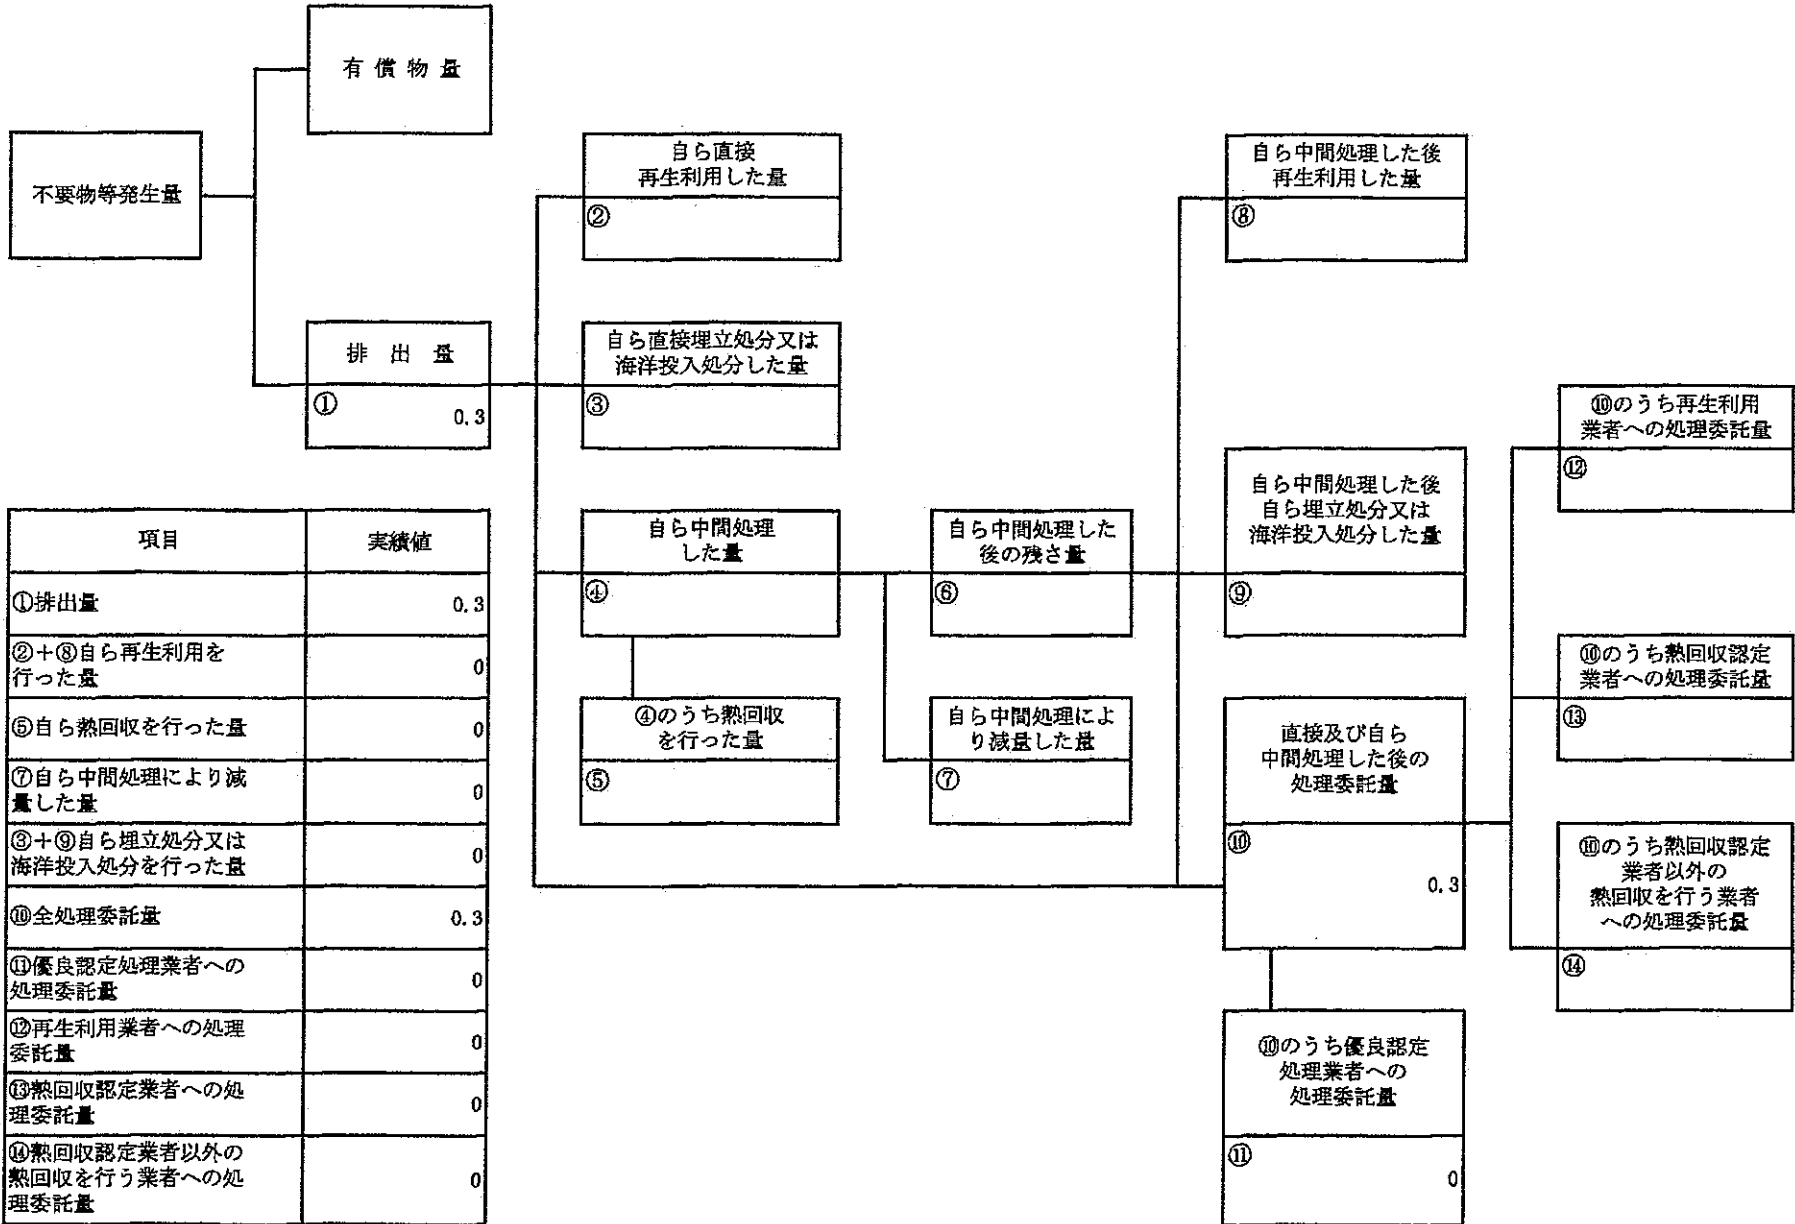 有償物量
不要物等発生量
排出量
①
0.3
自ら直接
再生利用した量
②
自ら直接埋立処分又は
海洋投入処分した量
③
自ら中間処理
した量
④
④のうち熱回収
を行った量
⑤
自ら中間処理した
後の残さ量
⑥
自ら中間処理によ
り減量した量
⑦
自ら中間処理した後
再生利用した量
⑧
自ら中間処理した後
自ら埋立処分又は
海洋投入処分した量
⑨
直接及び自ら
中間処理した後の
処理委託量
⑩
0.3
⑩のうち優良認定
処理業者への
処理委託量
⑪
0
⑩のうち再生利用
業者への処理委託量
⑫
⑩のうち熱回収認定
業者への処理委託量
⑬
⑩のうち熱回収認定
業者以外の
熱回収を行う業者
への処理委託量
⑭
項目 実績値
①排出量 0.3
②+⑧自ら再生利用を
行った量 0
⑤自ら熱回収を行った量 0
⑦自ら中間処理により減
量した量 0
③+⑨自ら埋立処分又は
海洋投入処分を行った量 0
⑩全処理委託量 0.3
⑪優良認定処理業者への
処理委託量 0
⑫再生利用業者への処理
委託量 0
⑬熱回収認定業者への処
理委託量 0
⑭熱回収認定業者以外の
熱回収を行う業者への処
理委託量 0